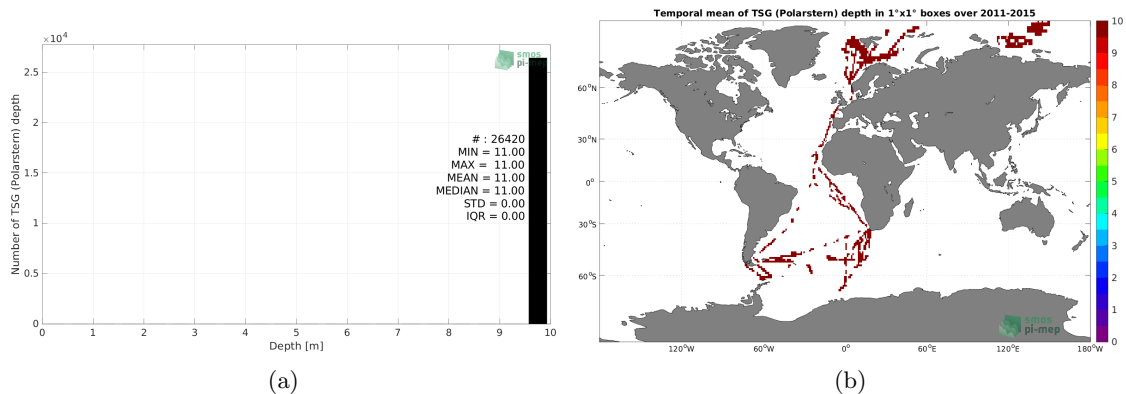 ×10⁴
2.5
2
1.5
1
0.5
0
Number of TSG (Polarstern) depth
smos
pi-mep
# : 26420
MIN = 11.00
MAX = 11.00
MEAN = 11.00
MEDIAN = 11.00
STD = 0.00
IQR = 0.00
0 1 2 3 4 5 6 7 8 9 10
Depth [m]
(a)
Temporal mean of TSG (Polarstern) depth in 1°x1° boxes over 2011-2015
60°N
30°N
0°
30°S
60°S
120°W 60°W 0° 60°E 120°E 180°W
smos
pi-mep
10
9
8
7
6
5
4
3
2
1
0
(b)